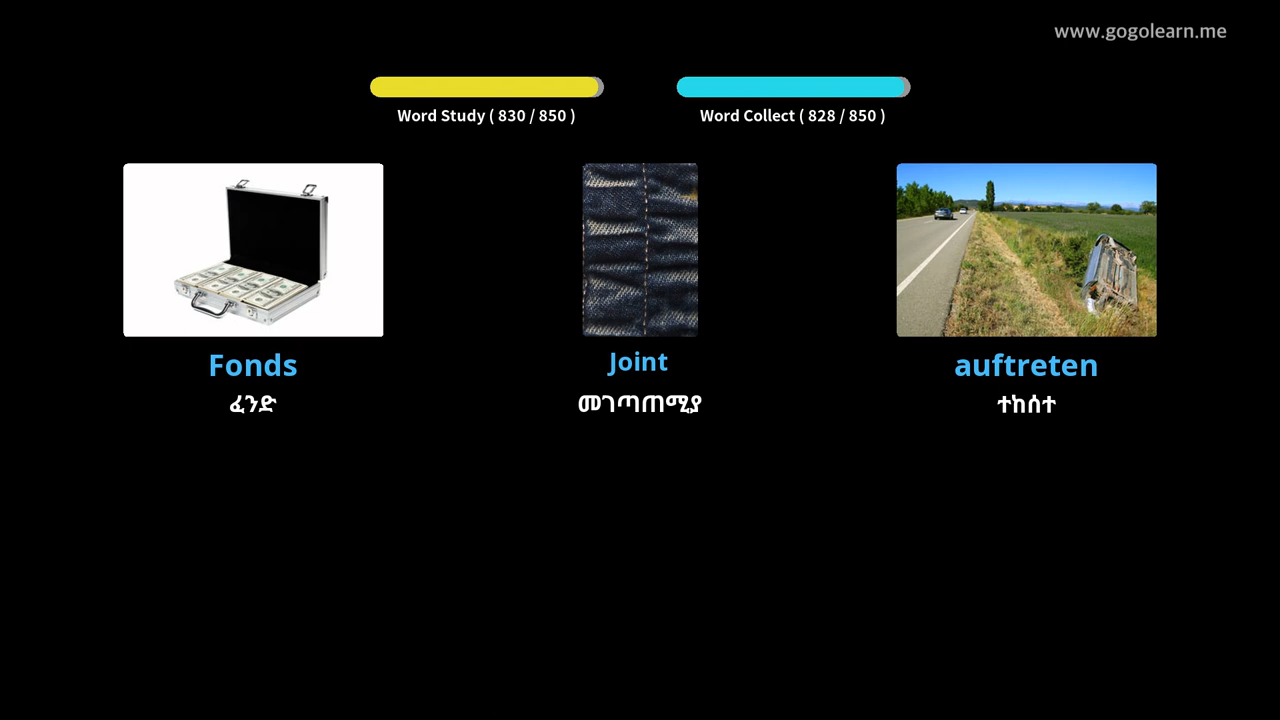 www.gogolearn.me
Word Study ( 830 / 850 )
Word Collect ( 828 / 850 )
Fonds
Joint
auftreten
ፈንድ
መገጣጠሚያ
ተከሰተ